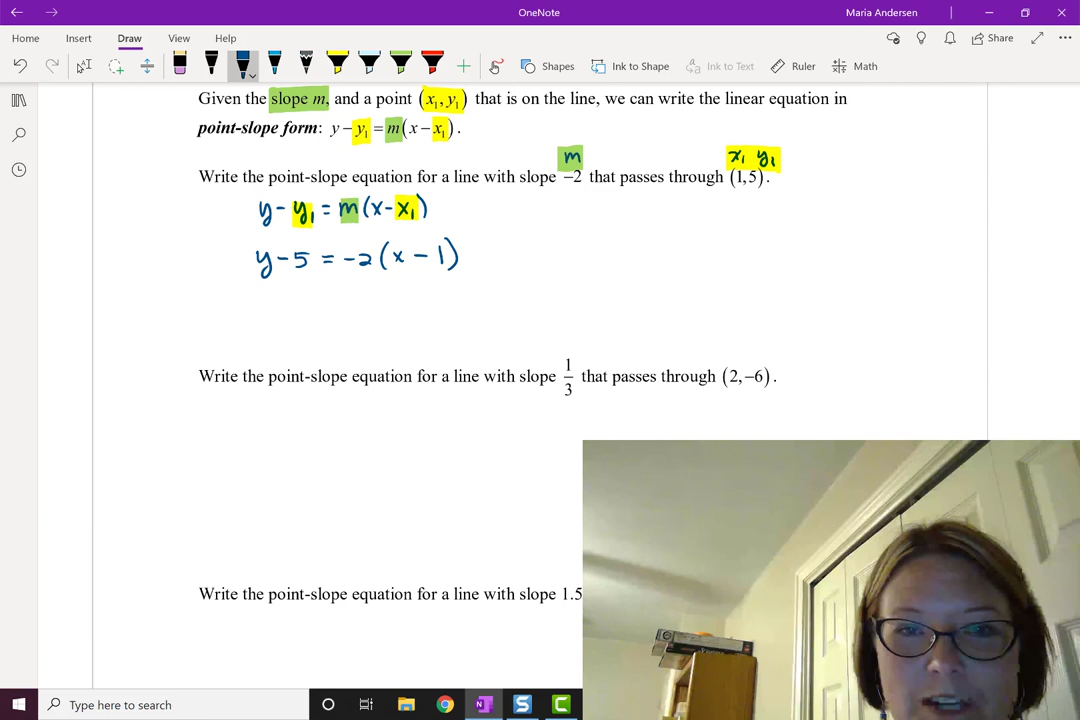 OneNote
Maria Andersen
Home Insert Draw View Help
Share
Shapes Ink to Shape Ink to Text Ruler Math
Given the slope m, and a point (x₁, y₁) that is on the line, we can write the linear equation in
point-slope form: y − y₁ = m(x − x₁).
m x₁ y₁
Write the point-slope equation for a line with slope −2 that passes through (1,5).
y - y₁ = m(x - x₁)
y - 5 = -2(x - 1)
Write the point-slope equation for a line with slope 1/3 that passes through (2,−6).
Write the point-slope equation for a line with slope 1.5
Type here to search